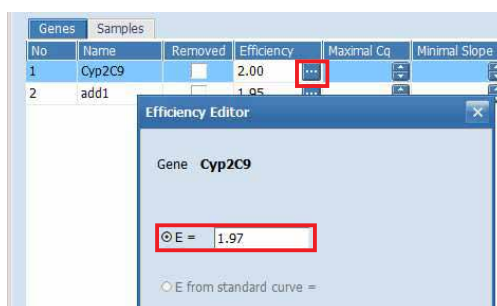 Genes Samples
No Name Removed Efficiency Maximal Cq Minimal Slope
1 Cyp2C9 2.00 ...
2 add1 1.95 ...
Efficiency Editor
Gene Cyp2C9
E = 1.97
E from standard curve =